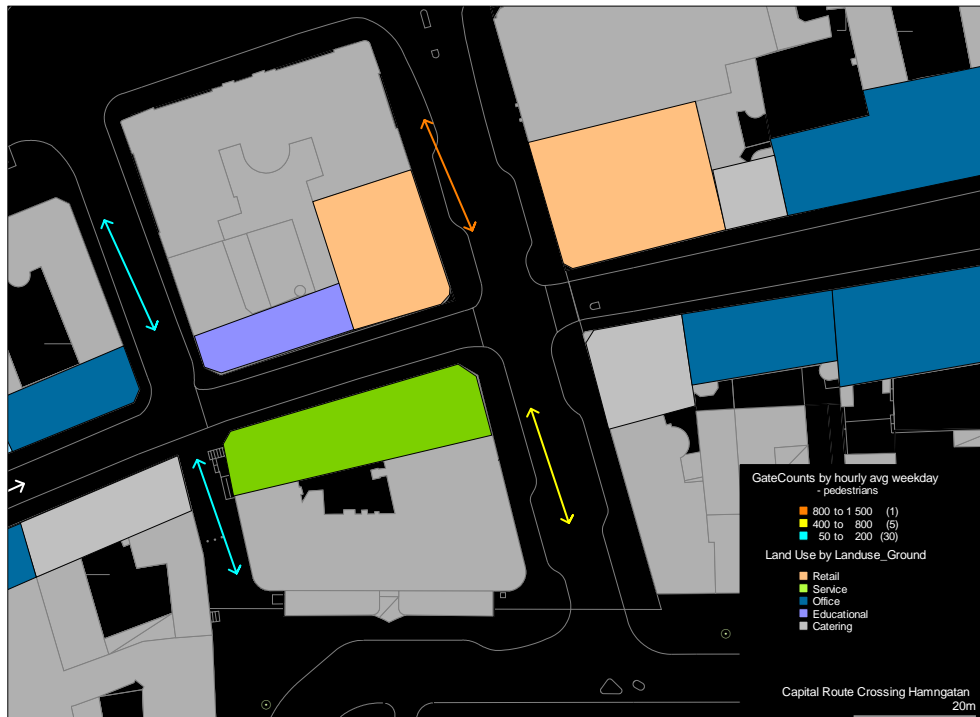 GateCounts by hourly avg weekday
- pedestrians
800 to 1 500 (1)
400 to 800 (5)
50 to 200 (30)
Land Use by Landuse_Ground
Retail
Service
Office
Educational
Catering
Capital Route Crossing Hamngatan
20m